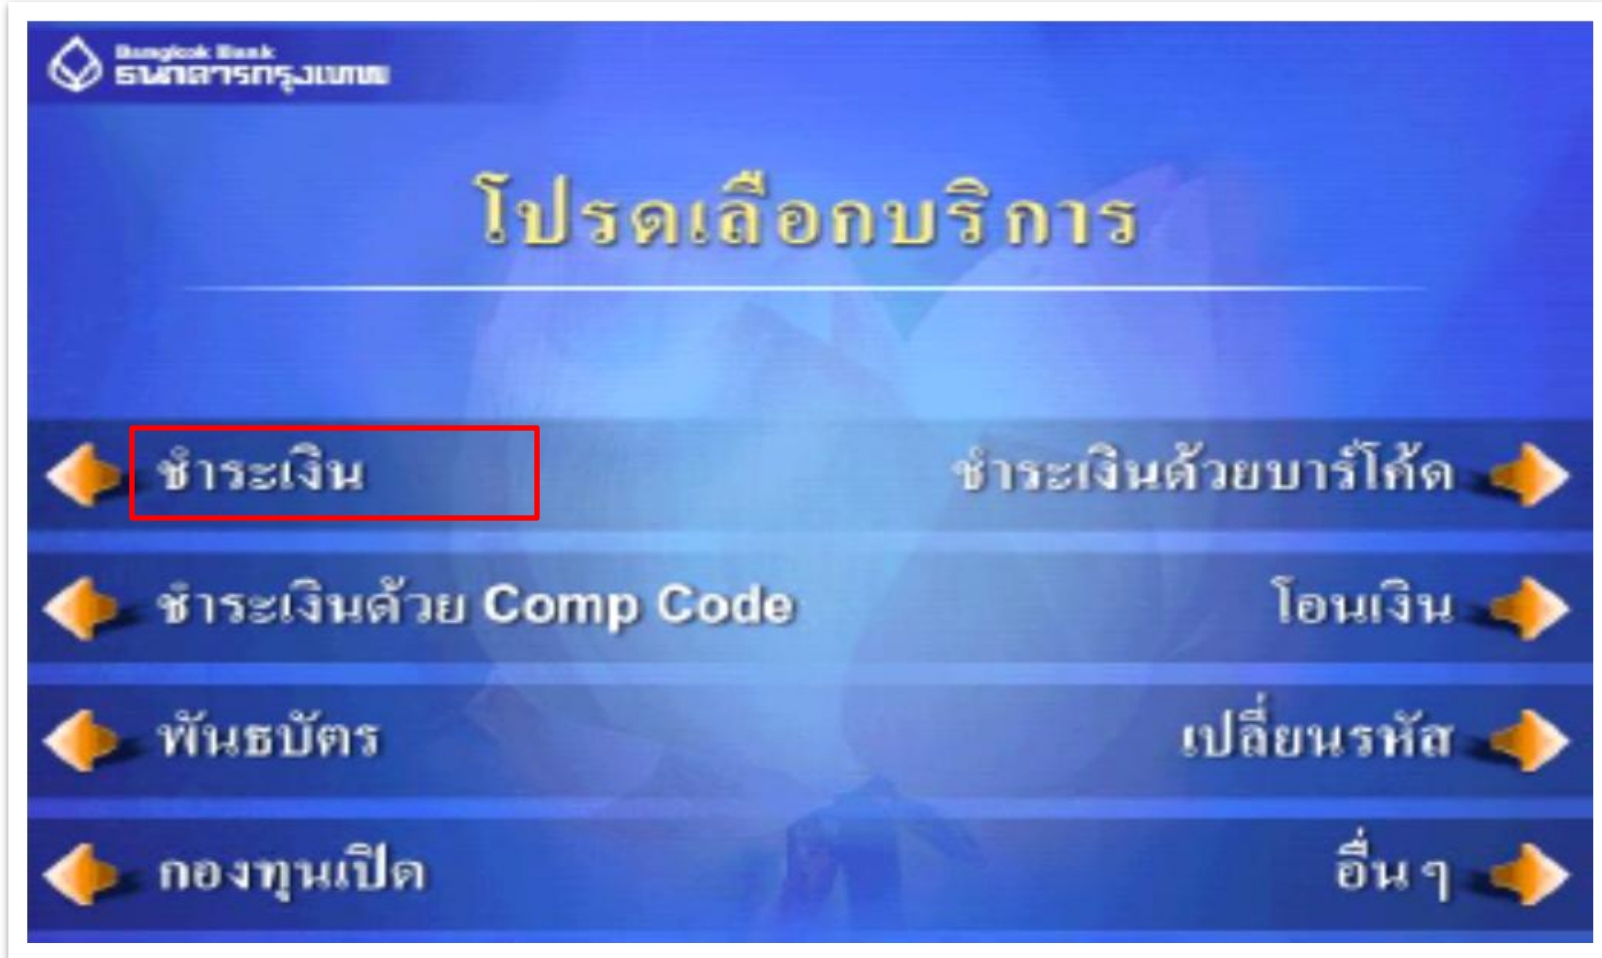 Bangkok Bank
ธนาคารกรุงเทพ
โปรดเลือกบริการ
ชำระเงิน
ชำระเงินด้วยบาร์โค้ด
ชำระเงินด้วย Comp Code
โอนเงิน
พันธบัตร
เปลี่ยนรหัส
กองทุนเปิด
อื่นๆ